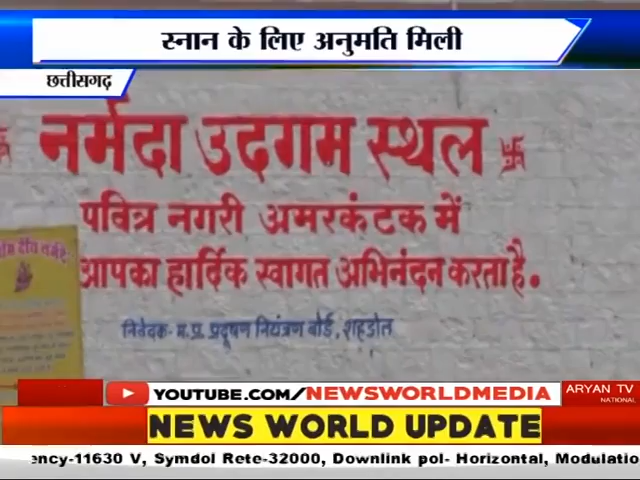 स्नान के लिए अनुमति मिली
छत्तीसगढ़
नर्मदा उदगम स्थल
पवित्र नगरी अमरकंटक में
आपका हार्दिक स्वागत अभिनंदन करता है.
निवेदक- म.प्र. प्रदूषण नियंत्रण बोर्ड, शहडोल
YOUTUBE.COM/NEWSWORLDMEDIA
ARYAN TV
NATIONAL
NEWS WORLD UPDATE
ency-11630 V, Symdol Rete-32000, Downlink pol- Horizontal, Modulatio